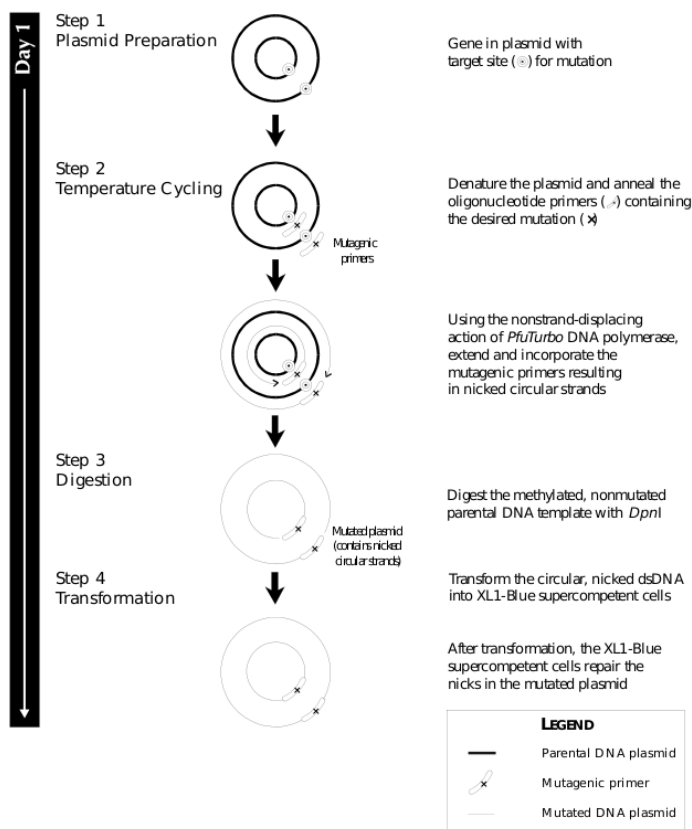 Day 1
Step 1
Plasmid Preparation
Gene in plasmid with
target site ( ) for mutation
Step 2
Temperature Cycling
Denature the plasmid and anneal the
oligonucleotide primers ( ) containing
the desired mutation (×)
Mutagenic
primers
Using the nonstrand-displacing
action of PfuTurbo DNA polymerase,
extend and incorporate the
mutagenic primers resulting
in nicked circular strands
Step 3
Digestion
Digest the methylated, nonmutated
parental DNA template with DpnI
Mutated plasmid
(contains nicked
circular strands)
Step 4
Transformation
Transform the circular, nicked dsDNA
into XL1-Blue supercompetent cells
After transformation, the XL1-Blue
supercompetent cells repair the
nicks in the mutated plasmid
LEGEND
Parental DNA plasmid
Mutagenic primer
Mutated DNA plasmid